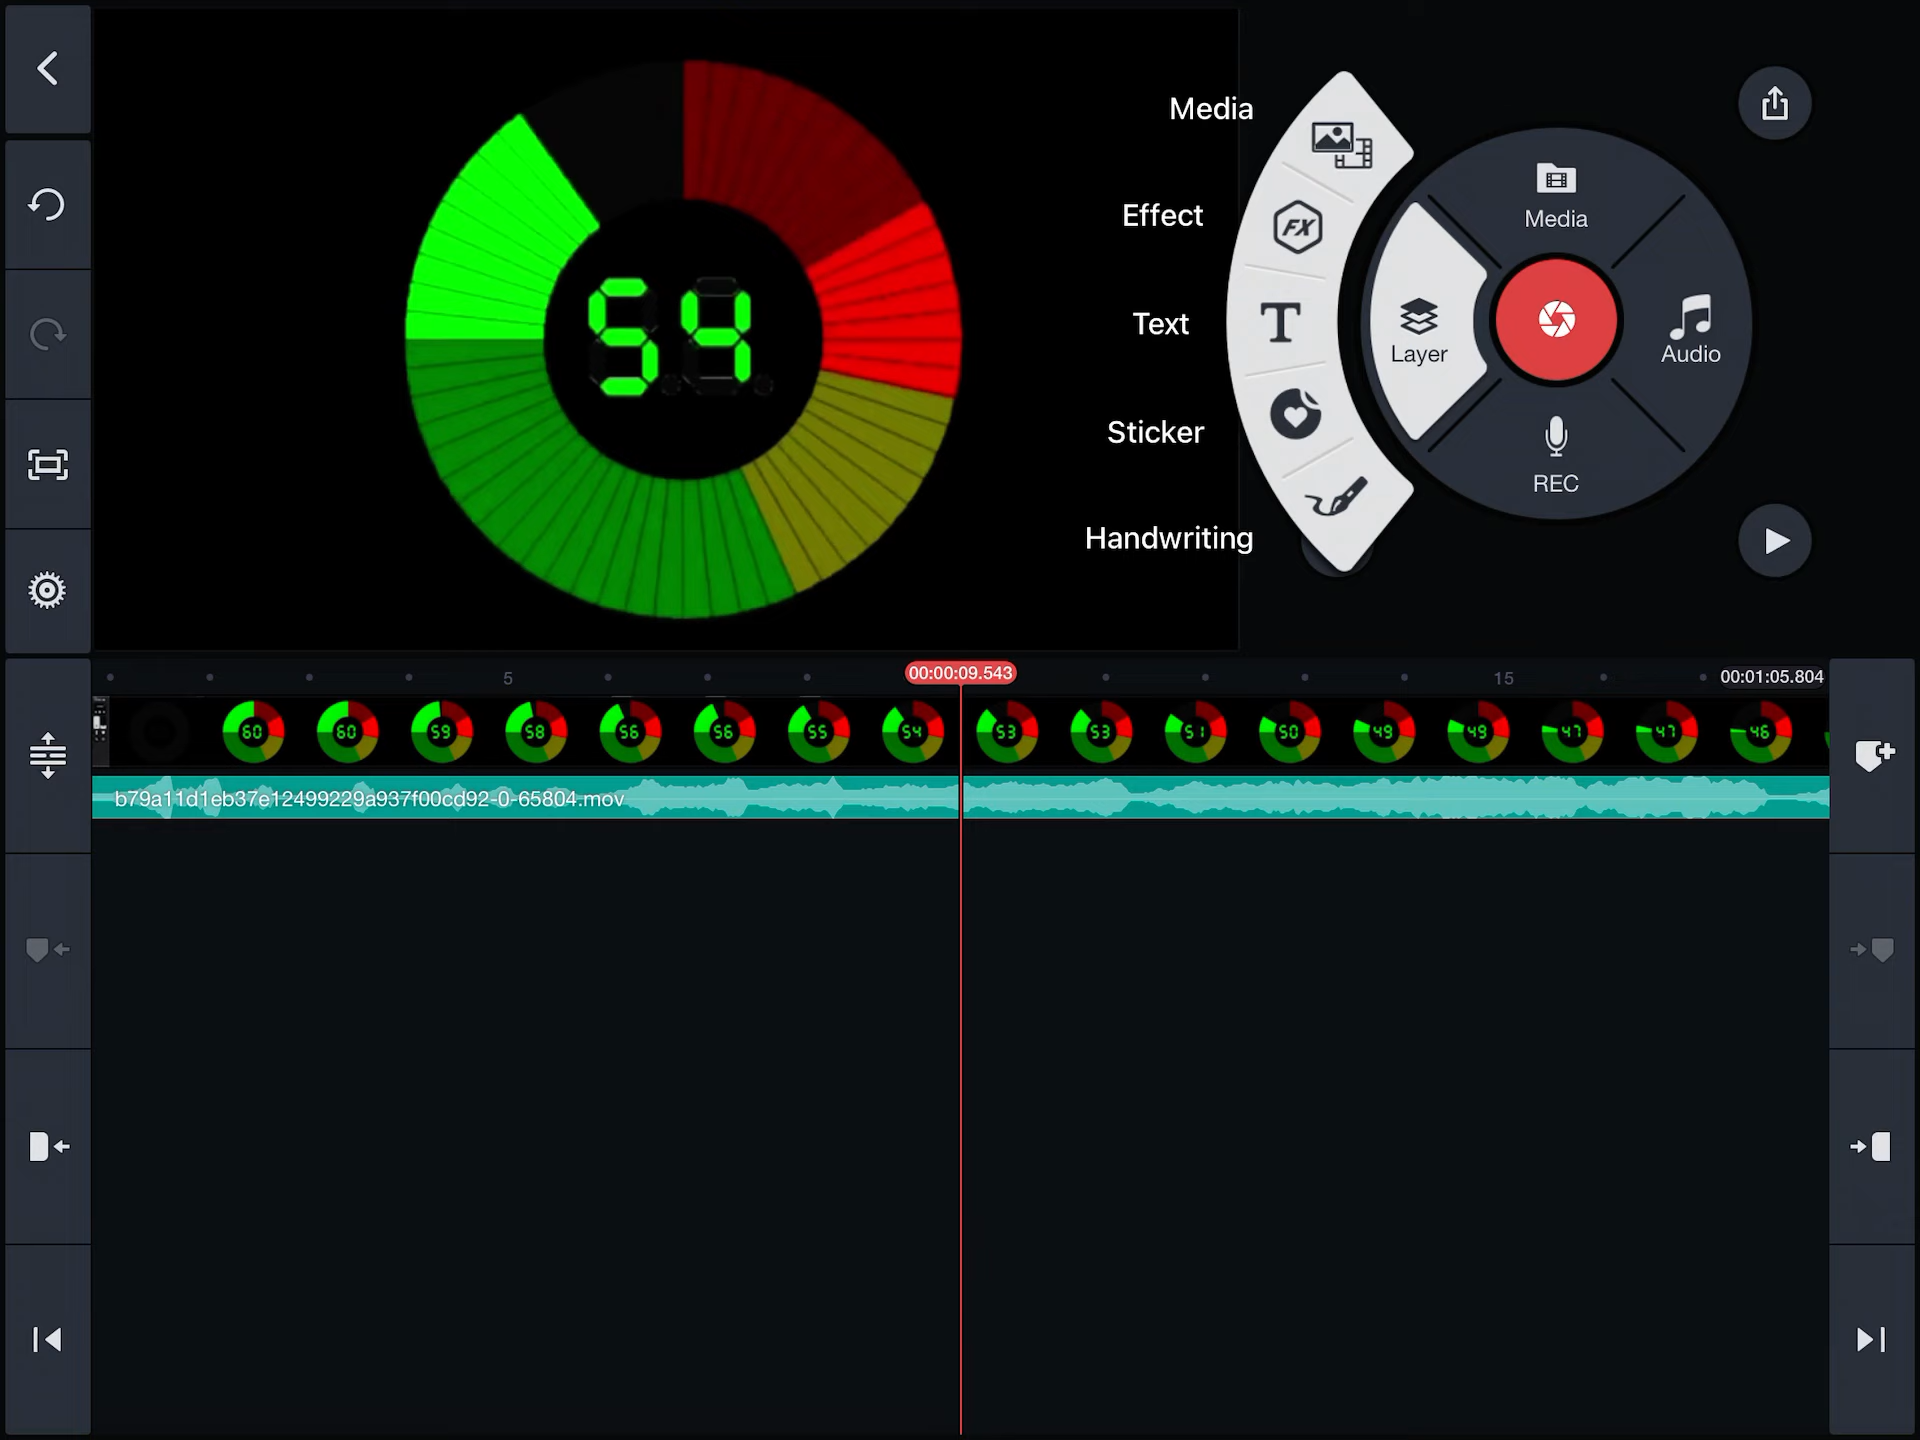 Media
Effect
Text
Sticker
Handwriting
FX
T
Media
Layer
Audio
REC
54
5
00:00:09.543
15
00:01:05.804
60 60 59 58 56 56 55 54 53 53 51 50 49 49 47 47 46
b79a11d1eb37e12499229a937f00cd92-0-65804.mov